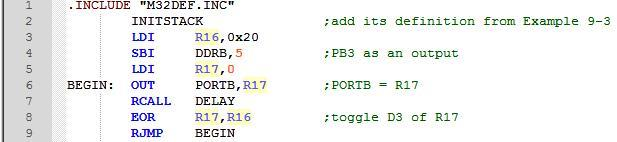 1 .INCLUDE "M32DEF.INC"
2 INITSTACK ;add its definition from Example 9-3
3 LDI R16,0x20
4 SBI DDRB,5 ;PB3 as an output
5 LDI R17,0
6 BEGIN: OUT PORTB,R17 ;PORTB = R17
7 RCALL DELAY
8 EOR R17,R16 ;toggle D3 of R17
9 RJMP BEGIN